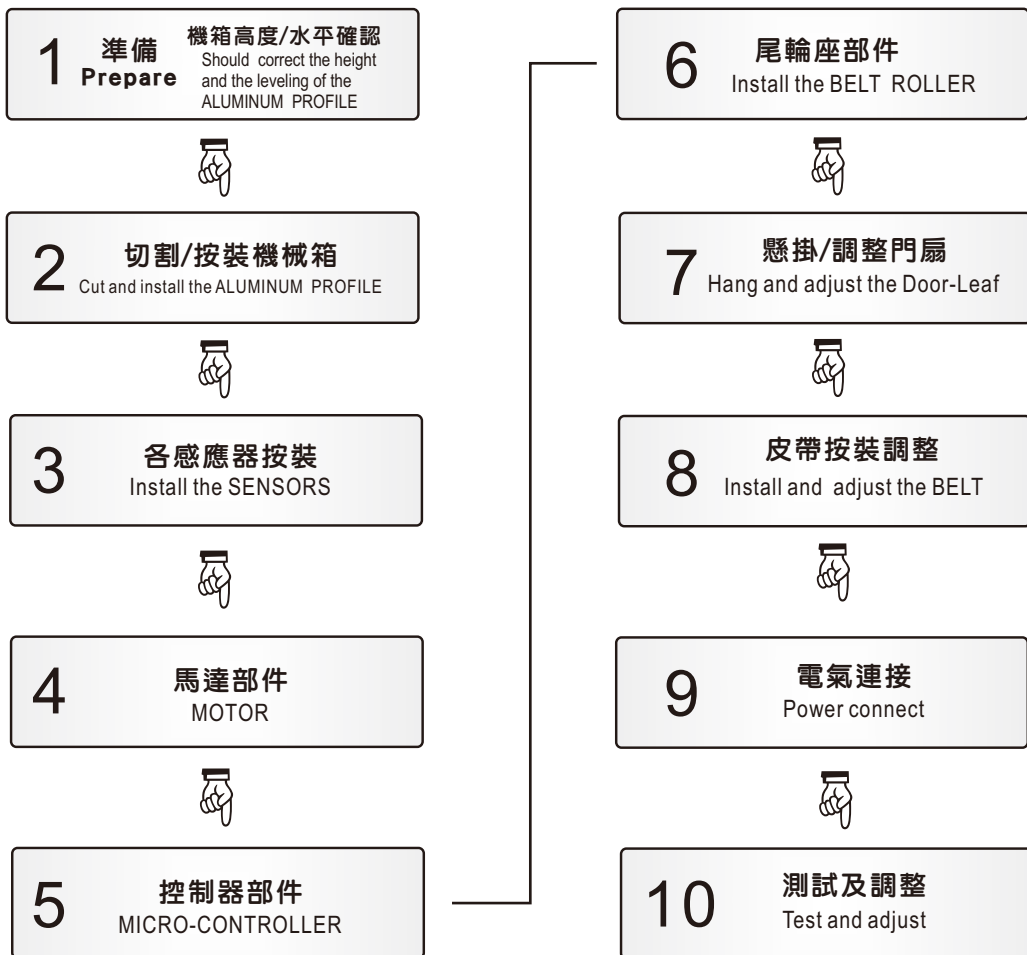 1
準備
Prepare
機箱高度/水平確認
Should correct the height
and the leveling of the
ALUMINUM PROFILE
2
切割/按裝機械箱
Cut and install the ALUMINUM PROFILE
3
各感應器按裝
Install the SENSORS
4
馬達部件
MOTOR
5
控制器部件
MICRO-CONTROLLER
6
尾輪座部件
Install the BELT ROLLER
7
懸掛/調整門扇
Hang and adjust the Door-Leaf
8
皮帶按裝調整
Install and adjust the BELT
9
電氣連接
Power connect
10
測試及調整
Test and adjust